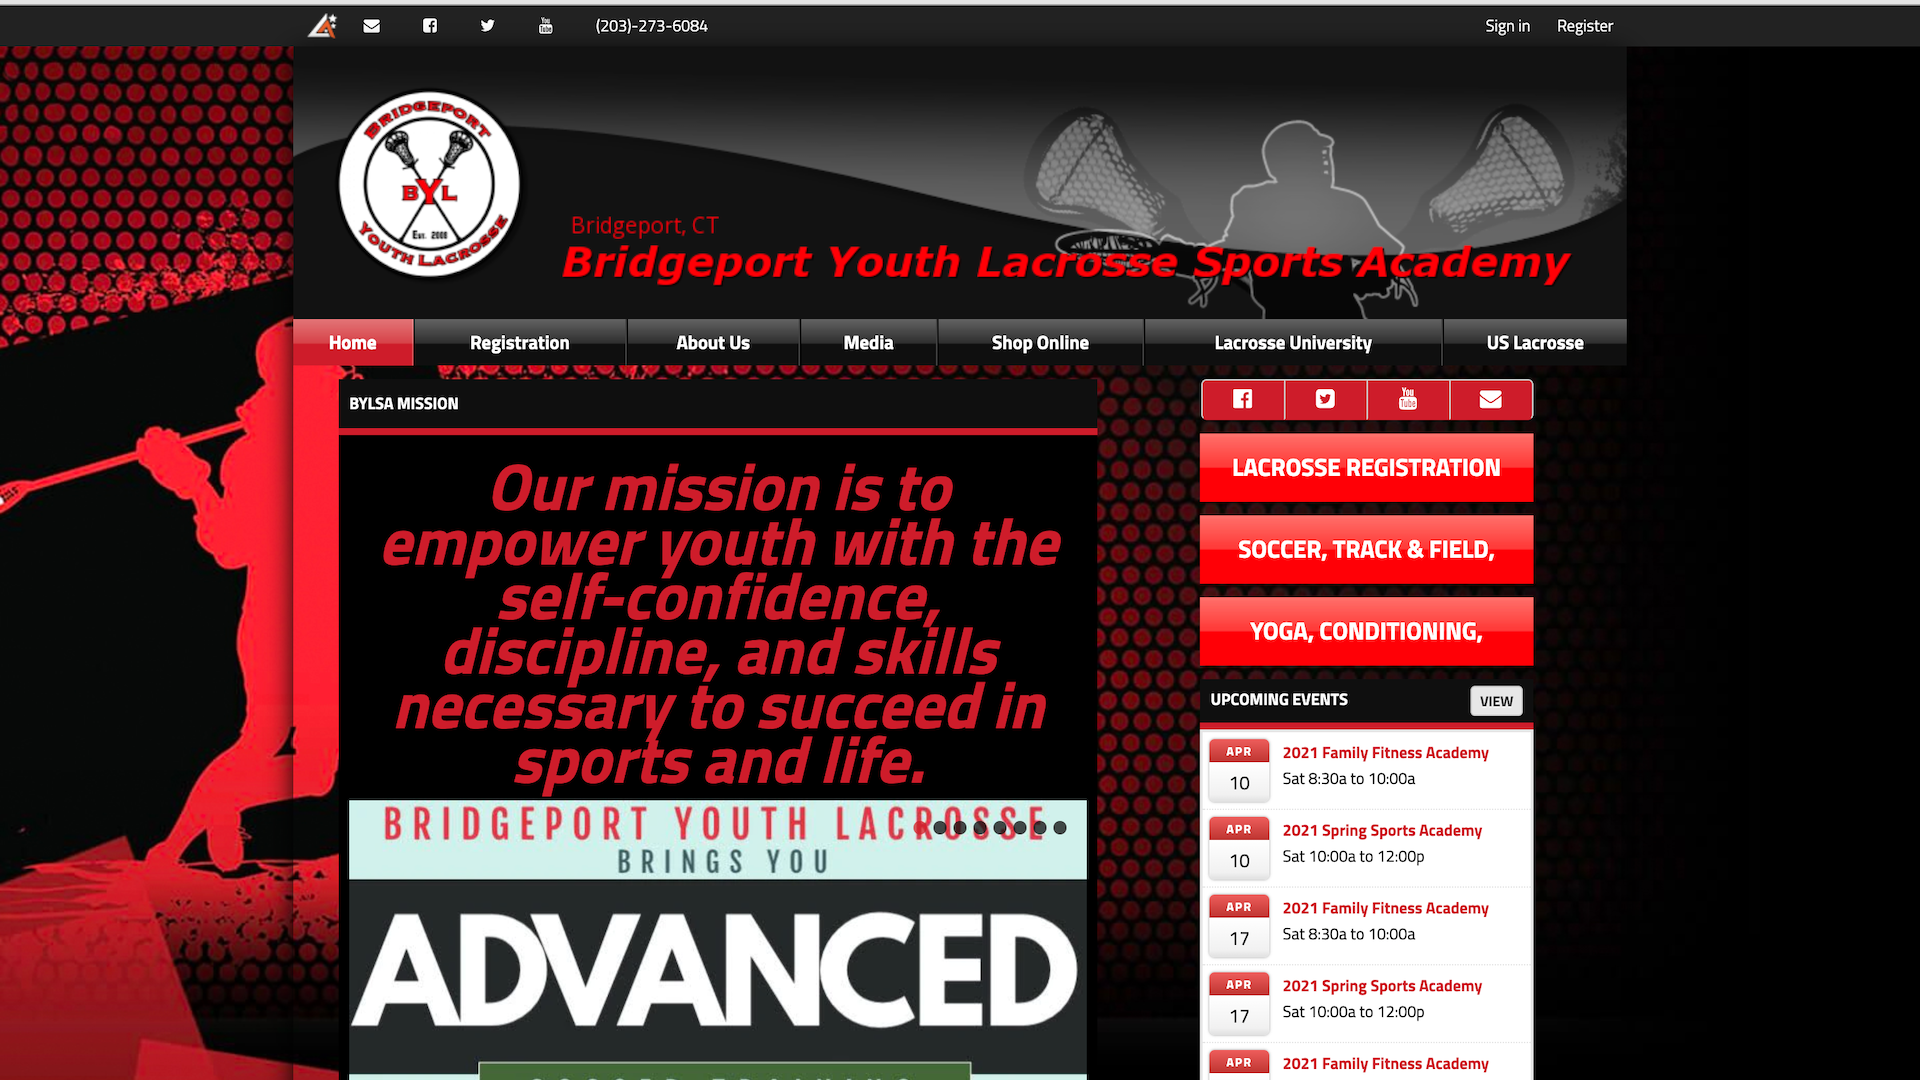 (203)-273-6084
Sign in
Register
BRIDGEPORT
BYL
EST. 2008
YOUTH LACROSSE
Bridgeport, CT
Bridgeport Youth Lacrosse Sports Academy
Home
Registration
About Us
Media
Shop Online
Lacrosse University
US Lacrosse
BYLSA MISSION
Our mission is to
empower youth with the
self-confidence,
discipline, and skills
necessary to succeed in
sports and life.
BRIDGEPORT YOUTH LACROSSE
BRINGS YOU
ADVANCED
You
Tube
LACROSSE REGISTRATION
SOCCER, TRACK & FIELD,
YOGA, CONDITIONING,
UPCOMING EVENTS
VIEW
APR
10
2021 Family Fitness Academy
Sat 8:30a to 10:00a
APR
10
2021 Spring Sports Academy
Sat 10:00a to 12:00p
APR
17
2021 Family Fitness Academy
Sat 8:30a to 10:00a
APR
17
2021 Spring Sports Academy
Sat 10:00a to 12:00p
APR
2021 Family Fitness Academy